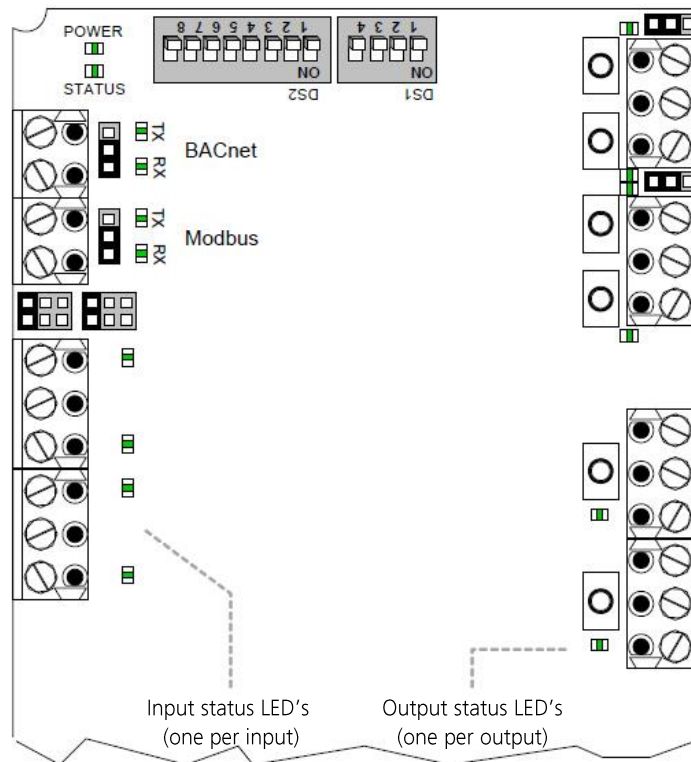 POWER
STATUS
8 7 6 5 4 3 2 1
ON
DS2
4 3 2 1
ON
DS1
TX
RX
BACnet
TX
RX
Modbus
Input status LED's
(one per input)
Output status LED's
(one per output)